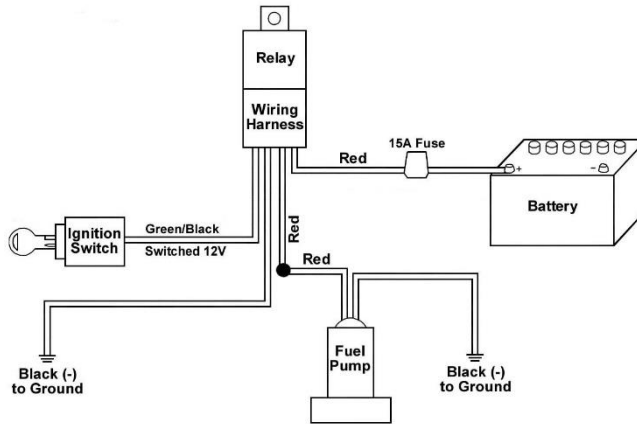 Relay
Wiring
Harness
15A Fuse
Red
+
-
Battery
Ignition
Switch
Green/Black
Switched 12V
Red
Red
Fuel
Pump
Black (-)
to Ground
Black (-)
to Ground